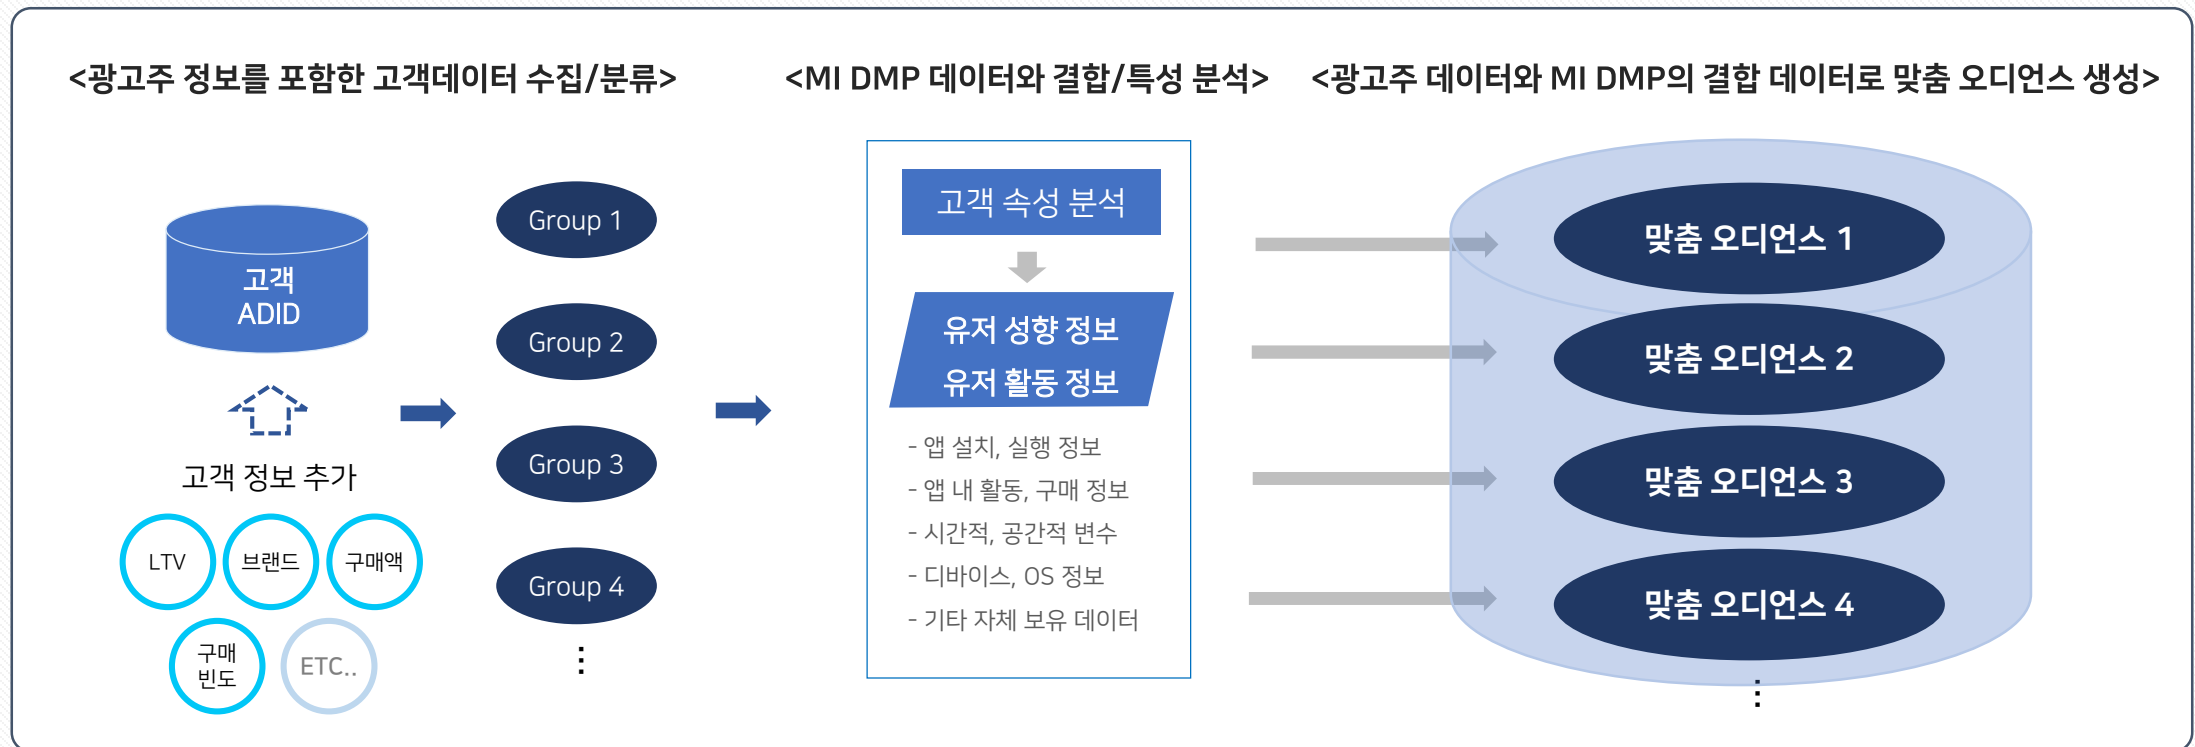 <광고주 정보를 포함한 고객데이터 수집/분류>
고객
ADID
고객 정보 추가
LTV
브랜드
구매액
구매
빈도
ETC..
Group 1
Group 2
Group 3
Group 4
⋮
<MI DMP 데이터와 결합/특성 분석>
고객 속성 분석
유저 성향 정보
유저 활동 정보
- 앱 설치, 실행 정보
- 앱 내 활동, 구매 정보
- 시간적, 공간적 변수
- 디바이스, OS 정보
- 기타 자체 보유 데이터
<광고주 데이터와 MI DMP의 결합 데이터로 맞춤 오디언스 생성>
맞춤 오디언스 1
맞춤 오디언스 2
맞춤 오디언스 3
맞춤 오디언스 4
⋮